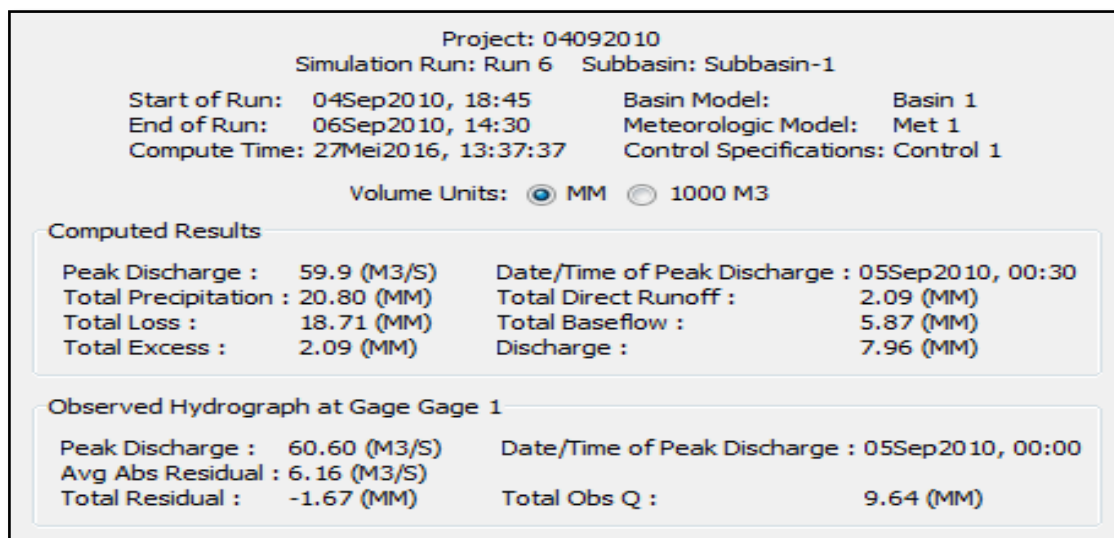 Project: 04092010
Simulation Run: Run 6 Subbasin: Subbasin-1
Start of Run: 04Sep2010, 18:45 Basin Model: Basin 1
End of Run: 06Sep2010, 14:30 Meteorologic Model: Met 1
Compute Time: 27Mei2016, 13:37:37 Control Specifications: Control 1
Volume Units: MM 1000 M3
Computed Results
Peak Discharge : 59.9 (M3/S) Date/Time of Peak Discharge : 05Sep2010, 00:30
Total Precipitation : 20.80 (MM) Total Direct Runoff : 2.09 (MM)
Total Loss : 18.71 (MM) Total Baseflow : 5.87 (MM)
Total Excess : 2.09 (MM) Discharge : 7.96 (MM)
Observed Hydrograph at Gage Gage 1
Peak Discharge : 60.60 (M3/S) Date/Time of Peak Discharge : 05Sep2010, 00:00
Avg Abs Residual : 6.16 (M3/S)
Total Residual : -1.67 (MM) Total Obs Q : 9.64 (MM)